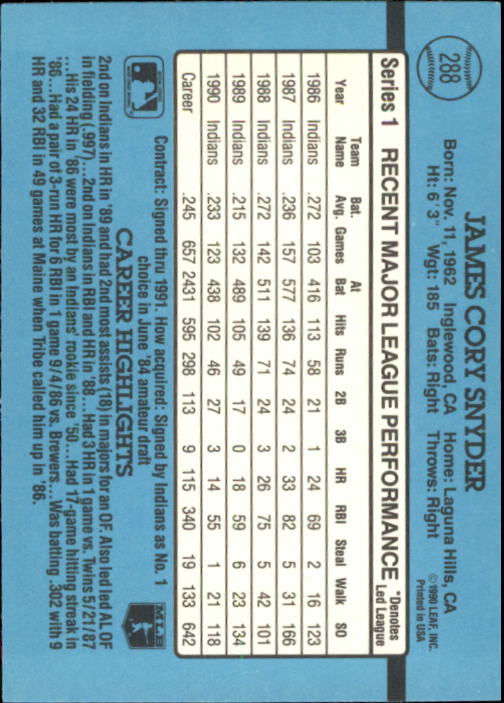 288
JAMES CORY SNYDER
Born: Nov. 11, 1962 Inglewood, CA Home: Laguna Hills, CA
Ht: 6' 3" Wgt: 185 Bats: Right Throws: Right
©1990 LEAF, INC.
Printed in USA
Series 1 RECENT MAJOR LEAGUE PERFORMANCE *Denotes Led League
Year Team Name Bat. Avg. Games At Bat Hits Runs 2B 3B HR RBI Steal Walk SO
1986 Indians .272 103 416 113 58 21 1 24 69 2 16 123
1987 Indians .236 157 577 136 74 24 2 33 82 5 31 166
1988 Indians .272 142 511 139 71 24 3 26 75 5 42 101
1989 Indians .215 132 489 105 49 17 0 18 59 6 23 134
1990 Indians .233 123 438 102 46 27 3 14 55 1 21 118
Career .245 657 2431 595 298 113 9 115 340 19 133 642
Contract: Signed thru 1991. How acquired: Signed by Indians as No. 1
choice in June '84 amateur draft
CAREER HIGHLIGHTS
MLB
2nd on Indians in HR in '89 and had 2nd most assists (18) in majors for an OF. Also led led AL OF
in fielding (.997)...2nd on Indians in RBI and HR in '88...Had 3 HR in 1 game vs. Twins 5/21/87
...His 24 HR in '86 were most by an Indians' rookie since '50...Had 17-game hitting streak in
'86...Had a pair of 3-run HR for 6 RBI in 1 game 9/4/86 vs. Brewers...Was batting .302 with 9
HR and 32 RBI in 49 games at Maine when Tribe called him up in '86.